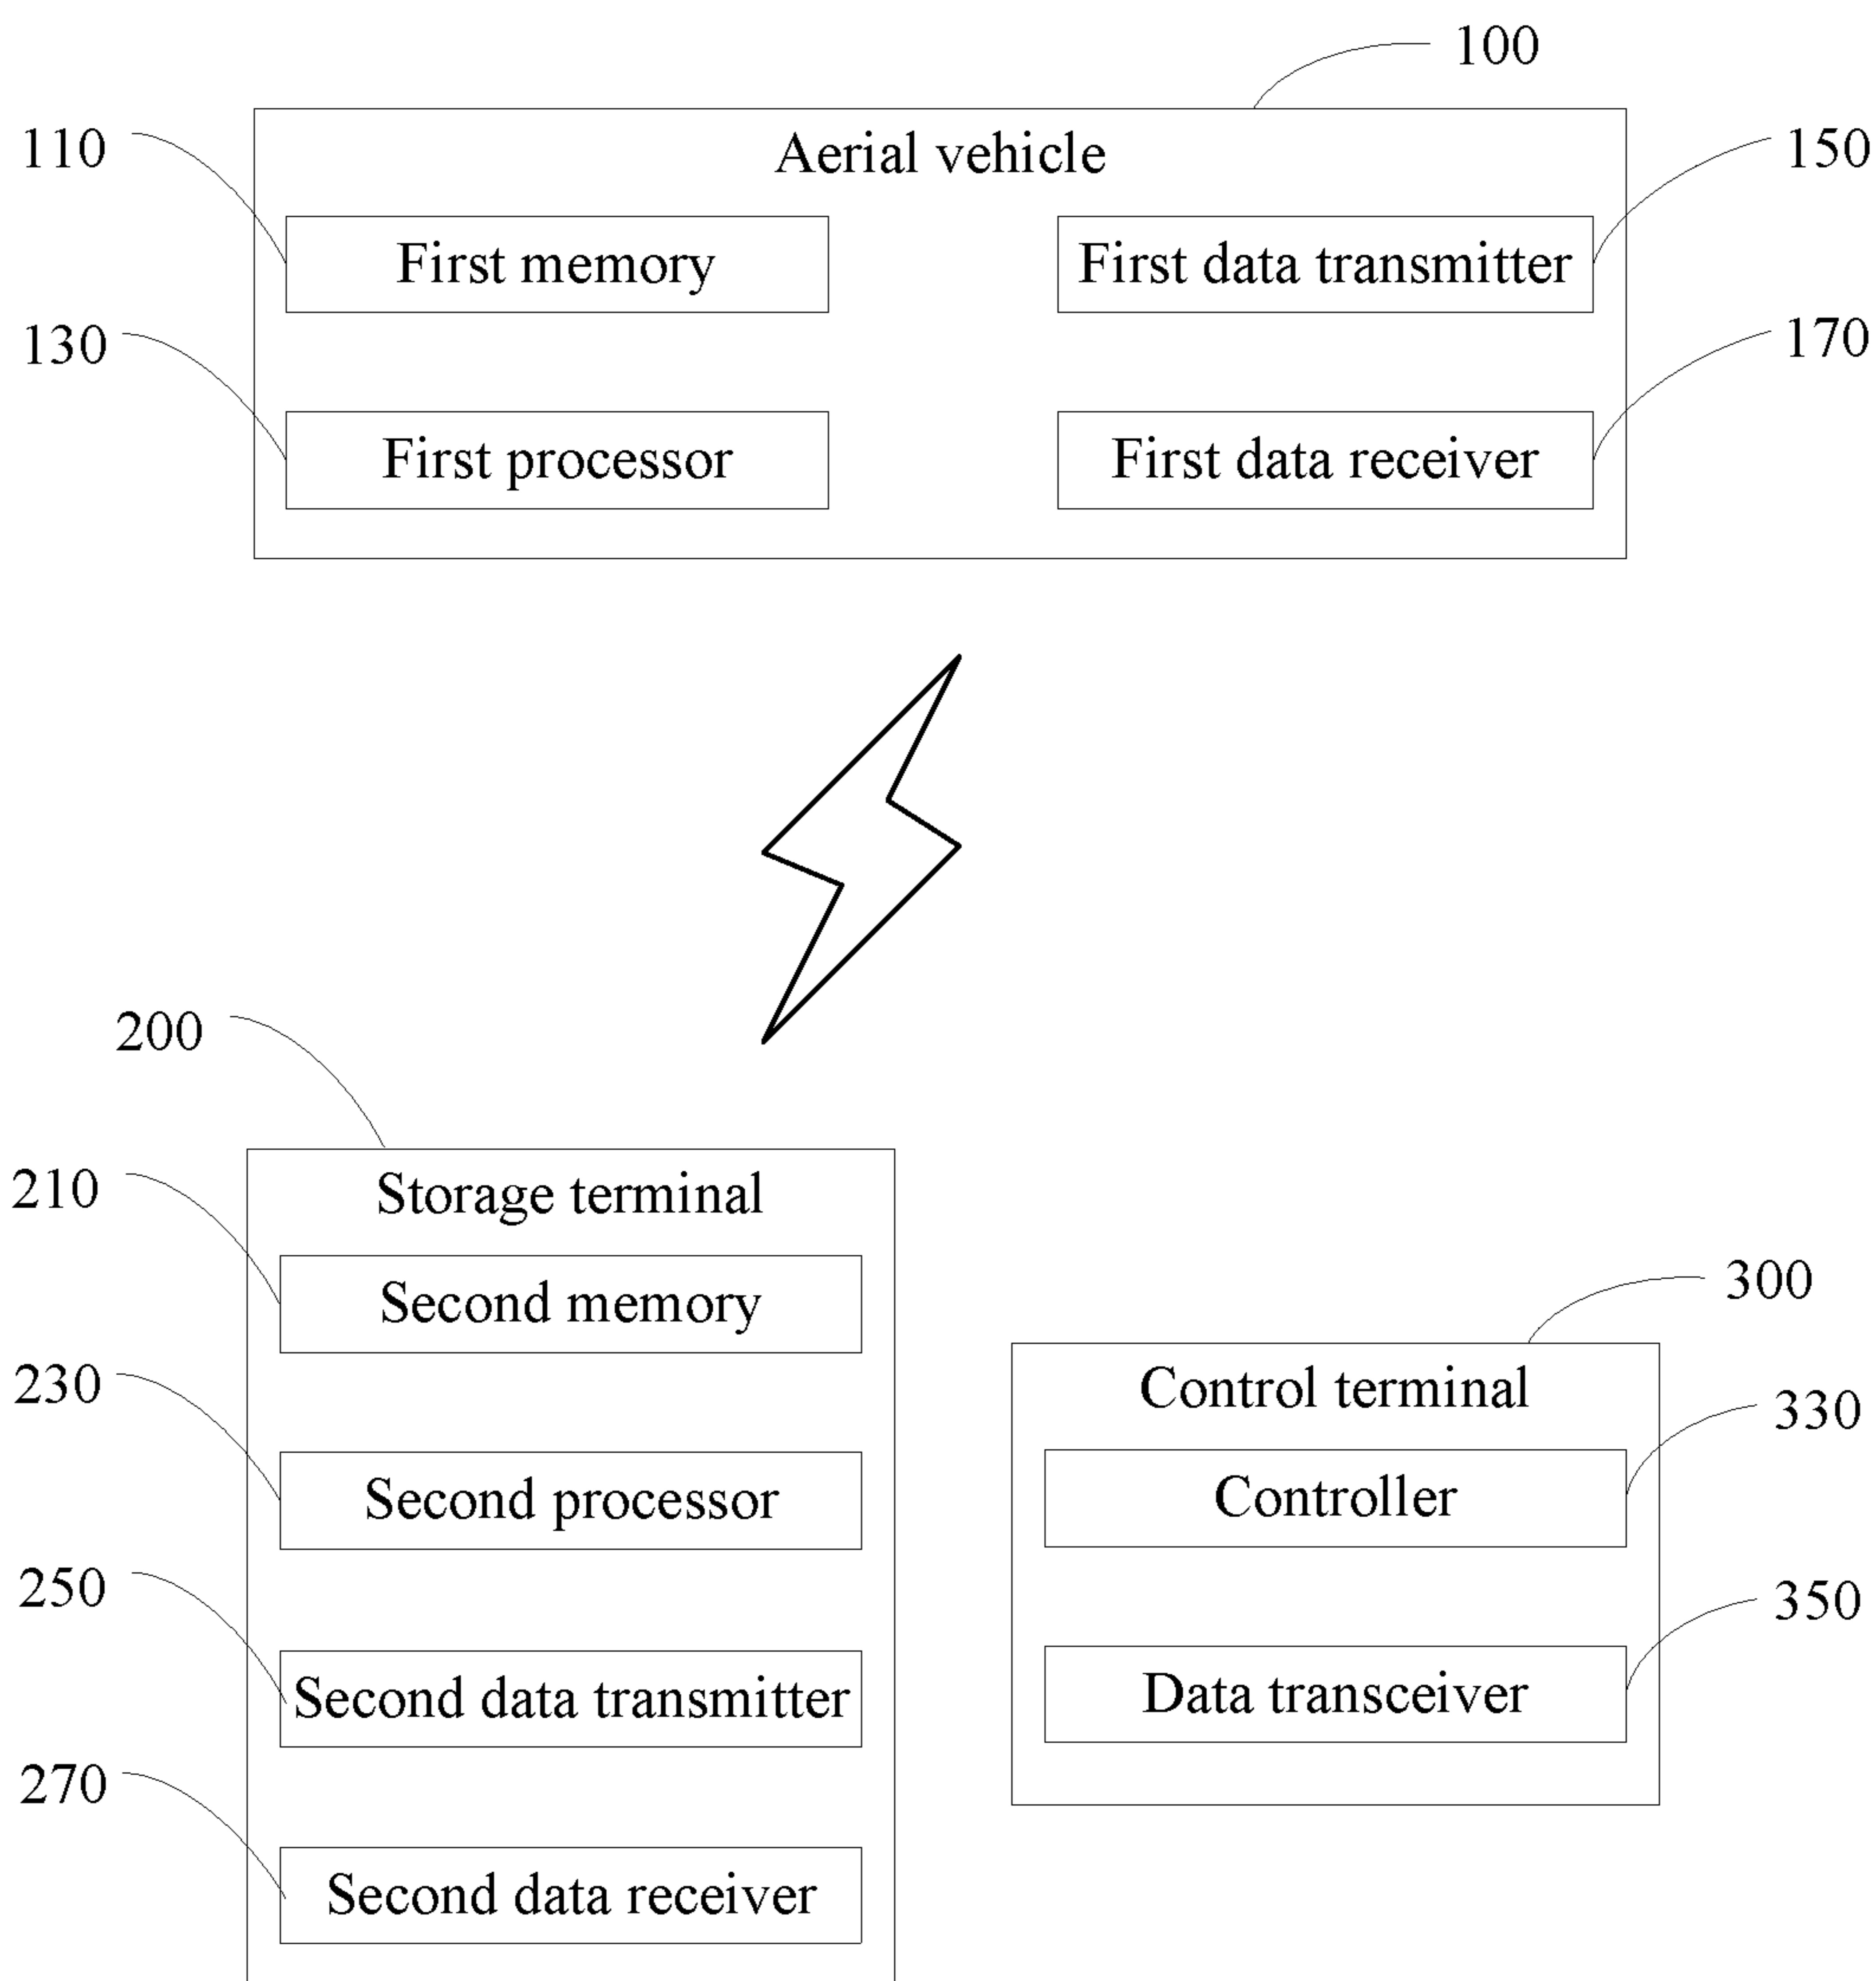 100
110
Aerial vehicle
150
First memory
First data transmitter
130
170
First processor
First data receiver
200
210
Storage terminal
Second memory
300
230
Control terminal
330
Second processor
Controller
250
350
Second data transmitter
Data transceiver
270
Second data receiver